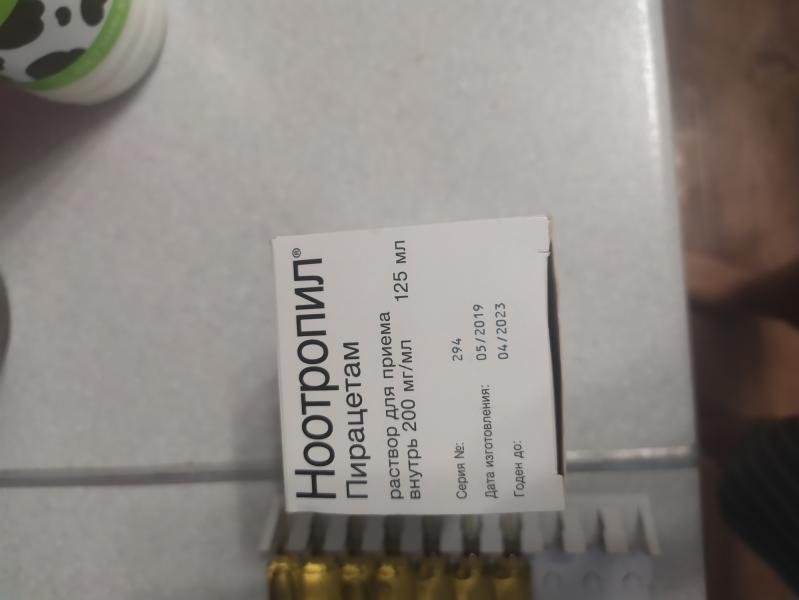 Ноотропил®
Пирацетам
раствор для приема
внутрь 200 мг/мл 125 мл
Серия №: 294
Дата изготовления: 05/2019
Годен до: 04/2023